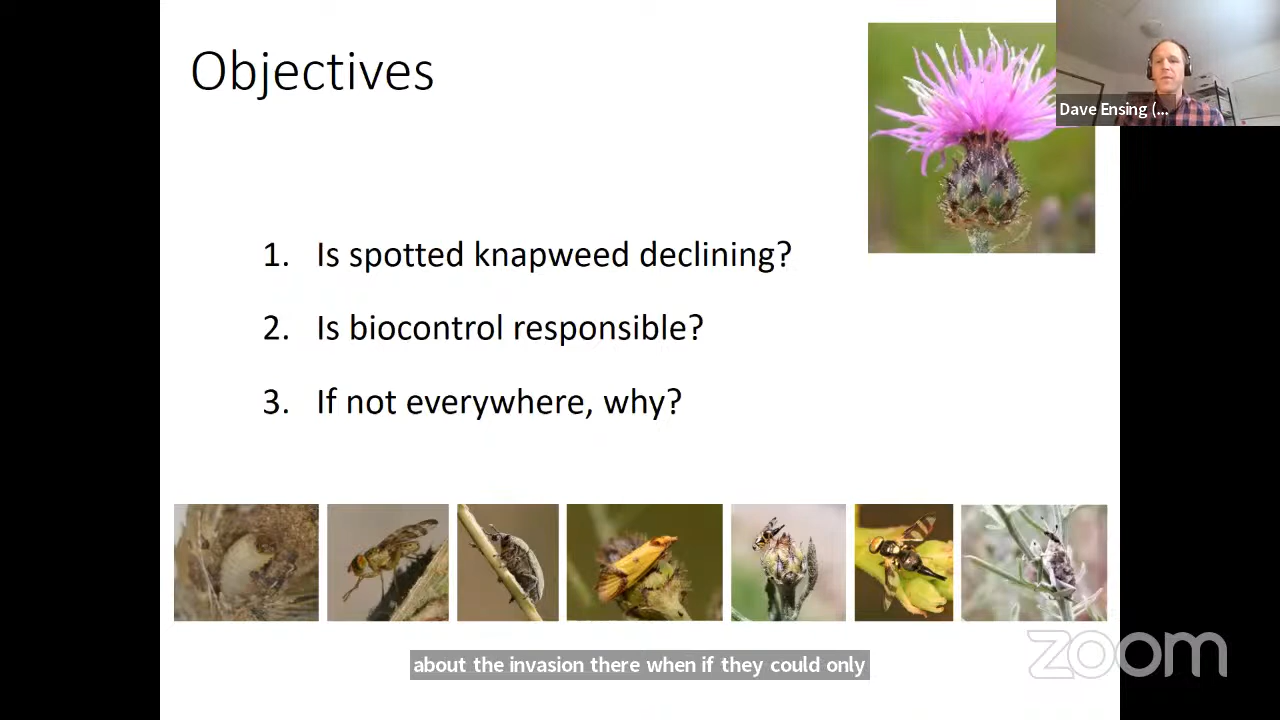 Objectives
Dave Ensing (...
1. Is spotted knapweed declining?
2. Is biocontrol responsible?
3. If not everywhere, why?
about the invasion there when if they could only
zoom